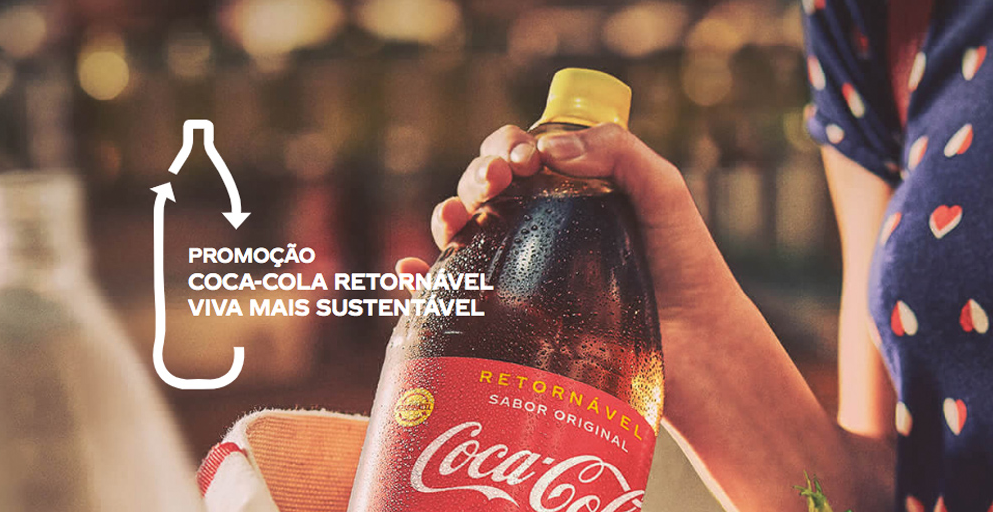 PROMOÇÃO
COCA-COLA RETORNÁVEL
VIVA MAIS SUSTENTÁVEL
RETORNÁVEL
SABOR ORIGINAL